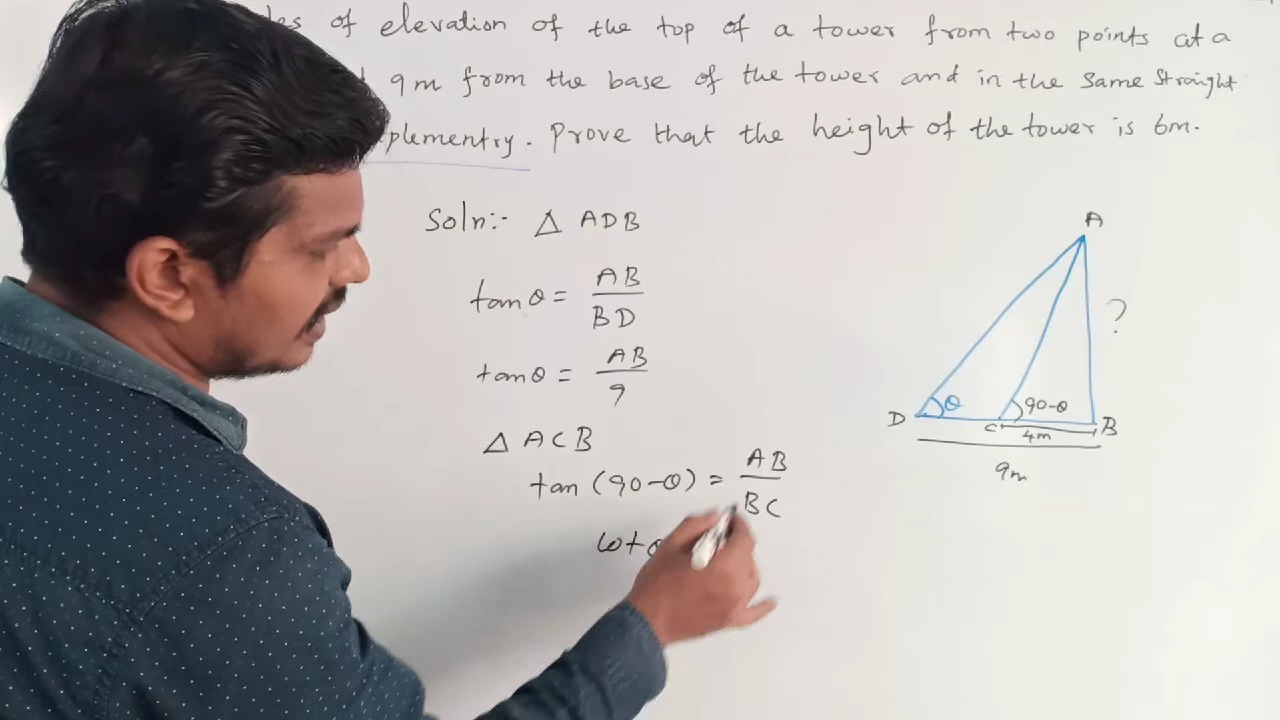 of elevation of the top of a tower from two points at a
9m from the base of the tower and in the same straight
plementry. Prove that the height of the tower is 6m.
Soln:- △ ADB
tanθ = AB/BD
tanθ = AB/9
△ ACB
tan (90-θ) = AB/BC
cot
A
?
D θ C 90-θ B
4m
9m